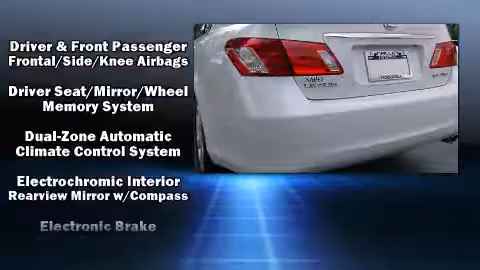 Driver & Front Passenger
Frontal/Side/Knee Airbags
Driver Seat/Mirror/Wheel
Memory System
Dual-Zone Automatic
Climate Control System
Electrochromic Interior
Rearview Mirror w/Compass
Electronic Brake